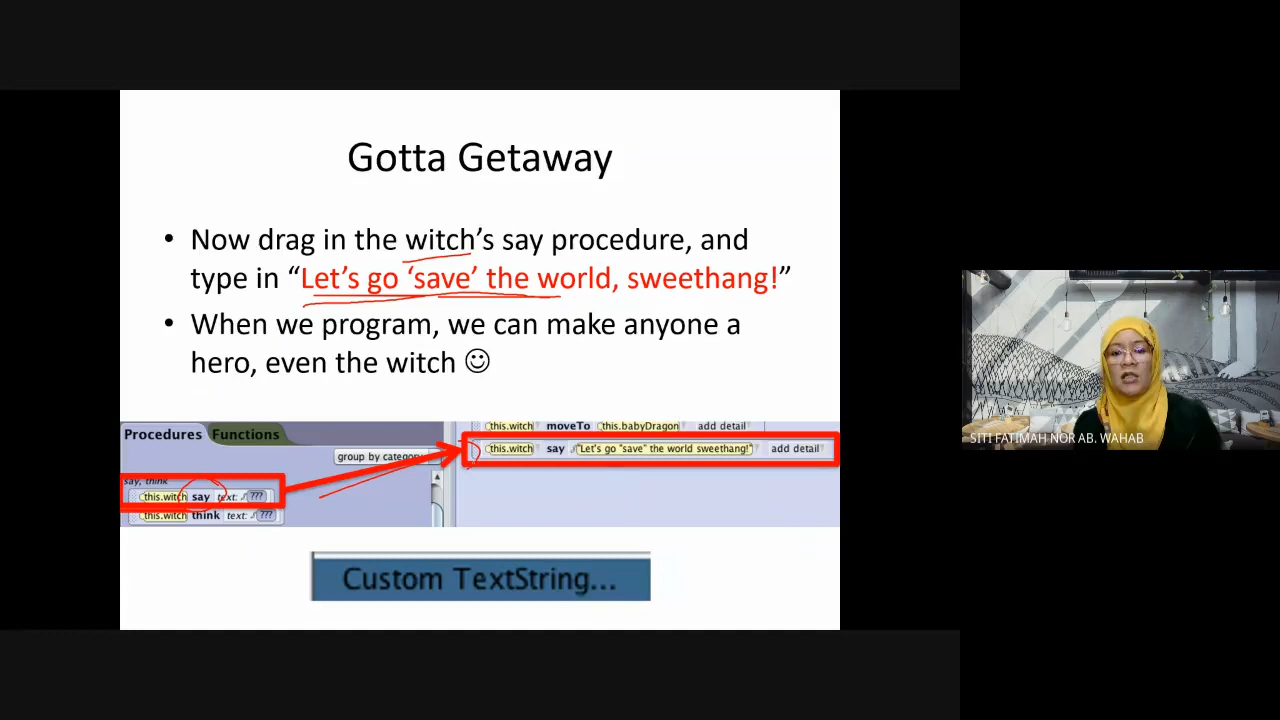 Gotta Getaway
• Now drag in the witch's say procedure, and
type in “Let's go ‘save’ the world, sweethang!”
• When we program, we can make anyone a
hero, even the witch ☺
Procedures Functions
group by category
say, think
this.witch say text: ???
this.witch think text: ???
this.witch moveTo this.babyDragon add detail
this.witch say "Let's go "save" the world sweethang!" add detail
Custom TextString...
SITI FATIMAH NOR AB. WAHAB